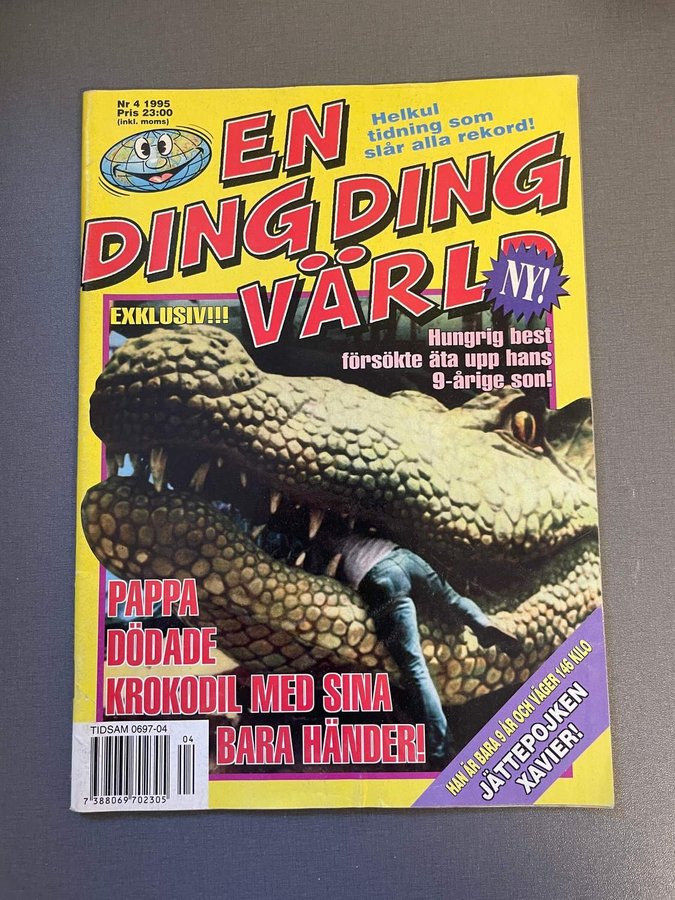 Nr 4 1995
Pris 23:00
(inkl. moms)
Helkul
tidning som
slår alla rekord!
EN
DING DING
VÄRLD
NY!
EXKLUSIV!!!
Hungrig best
försökte äta upp hans
9-årige son!
PAPPA
DÖDADE
KROKODIL MED SINA
BARA HÄNDER!
HAN ÄR BARA 9 ÅR OCH VÄGER 146 KILO
JÄTTEPOJKEN
XAVIER!
TIDSAM 0697-04
04
7 388069 702305